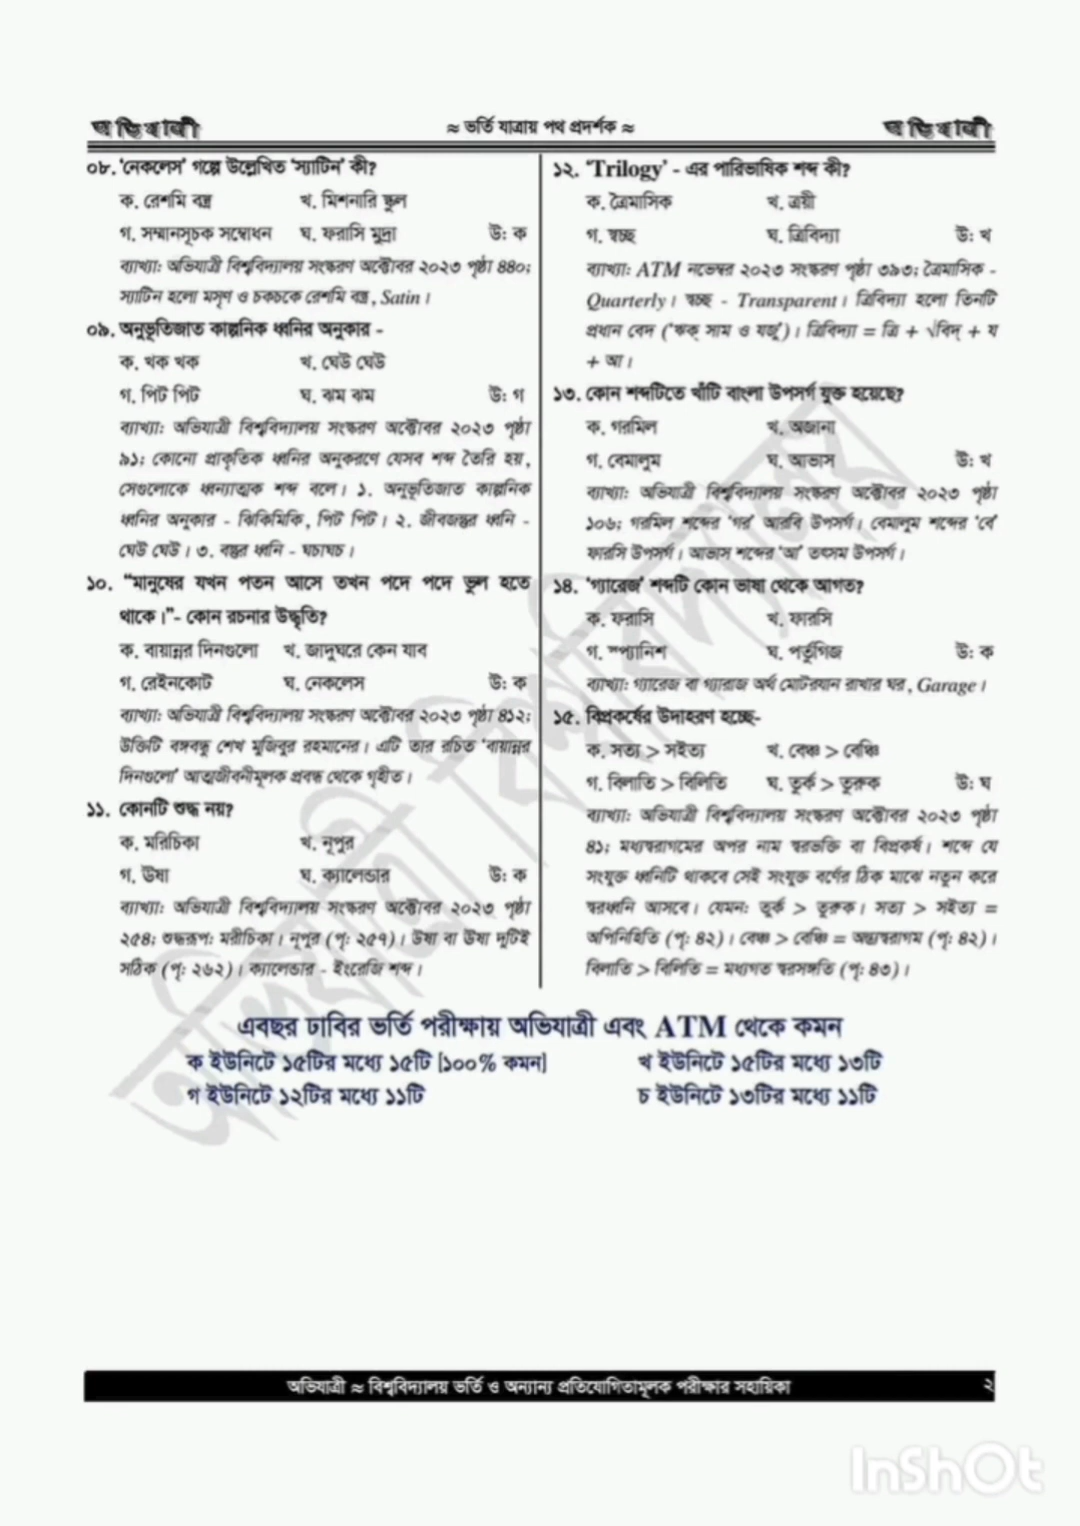 অভিযাত্রী
≈ ভর্তি যাত্রায় পথ প্রদর্শক ≈
অভিযাত্রী
০৮. ‘নেকলেস’ গল্পে উল্লেখিত ‘স্যাটিন’ কী?
ক. রেশমি বস্ত্র খ. মিশনারি স্কুল
গ. সম্মানসূচক সম্বোধন ঘ. ফরাসি মুদ্রা উ: ক
ব্যাখ্যা: অভিযাত্রী বিশ্ববিদ্যালয় সংস্করণ অক্টোবর ২০২৩ পৃষ্ঠা ৪৪০;
স্যাটিন হলো মসৃণ ও চকচকে রেশমি বস্ত্র, Satin।
০৯. অনুভূতিজাত কাল্পনিক ধ্বনির অনুকার -
ক. খক খক খ. ঘেউ ঘেউ
গ. পিট পিট ঘ. ঝম ঝম উ: গ
ব্যাখ্যা: অভিযাত্রী বিশ্ববিদ্যালয় সংস্করণ অক্টোবর ২০২৩ পৃষ্ঠা
৯১; কোনো প্রাকৃতিক ধ্বনির অনুকরণে যেসব শব্দ তৈরি হয়,
সেগুলোকে ধ্বন্যাত্মক শব্দ বলে। ১. অনুভূতিজাত কাল্পনিক
ধ্বনির অনুকার - ঝিকিমিকি, পিট পিট। ২. জীবজন্তুর ধ্বনি -
ঘেউ ঘেউ। ৩. বস্তুর ধ্বনি - ঘচাঘচ।
১০. “মানুষের যখন পতন আসে তখন পদে পদে ভুল হতে
থাকে।”- কোন রচনার উদ্ধৃতি?
ক. বায়ান্নর দিনগুলো খ. জাদুঘরে কেন যাব
গ. রেইনকোট ঘ. নেকলেস উ: ক
ব্যাখ্যা: অভিযাত্রী বিশ্ববিদ্যালয় সংস্করণ অক্টোবর ২০২৩ পৃষ্ঠা ৪১২;
উক্তিটি বঙ্গবন্ধু শেখ মুজিবুর রহমানের। এটি তার রচিত ‘বায়ান্নর
দিনগুলো’ আত্মজীবনীমূলক প্রবন্ধ থেকে গৃহীত।
১১. কোনটি শুদ্ধ নয়?
ক. মরিচিকা খ. নূপুর
গ. ঊষা ঘ. ক্যালেন্ডার উ: ক
ব্যাখ্যা: অভিযাত্রী বিশ্ববিদ্যালয় সংস্করণ অক্টোবর ২০২৩ পৃষ্ঠা
২৫৪; শুদ্ধরূপ: মরীচিকা। নূপুর (পৃ: ২৫৭)। উষা বা ঊষা দুটিই
সঠিক (পৃ: ২৬২)। ক্যালেন্ডার - ইংরেজি শব্দ।
১২. ‘Trilogy’ - এর পারিভাষিক শব্দ কী?
ক. ত্রৈমাসিক খ. ত্রয়ী
গ. স্বচ্ছ ঘ. ত্রিবিদ্যা উ: খ
ব্যাখ্যা: ATM নভেম্বর ২০২৩ সংস্করণ পৃষ্ঠা ৩৯৩; ত্রৈমাসিক -
Quarterly। স্বচ্ছ - Transparent। ত্রিবিদ্যা হলো তিনটি
প্রধান বেদ (‘ঋক্ সাম ও যজু’)। ত্রিবিদ্যা = ত্রি + √বিদ্ + য
+ আ।
১৩. কোন শব্দটিতে খাঁটি বাংলা উপসর্গ যুক্ত হয়েছে?
ক. গরমিল খ. অজানা
গ. বেমালুম ঘ. আভাস উ: খ
ব্যাখ্যা: অভিযাত্রী বিশ্ববিদ্যালয় সংস্করণ অক্টোবর ২০২৩ পৃষ্ঠা
১০৬; গরমিল শব্দের ‘গর’ আরবি উপসর্গ। বেমালুম শব্দের ‘বে’
ফারসি উপসর্গ। আভাস শব্দের ‘আ’ তৎসম উপসর্গ।
১৪. ‘গ্যারেজ’ শব্দটি কোন ভাষা থেকে আগত?
ক. ফরাসি খ. ফারসি
গ. স্প্যানিশ ঘ. পর্তুগিজ উ: ক
ব্যাখ্যা: গ্যারেজ বা গ্যারাজ অর্থ মোটরযান রাখার ঘর, Garage।
১৫. বিপ্রকর্ষের উদাহরণ হচ্ছে-
ক. সত্য > সইত্য খ. বেঞ্চ > বেঞ্চি
গ. বিলাতি > বিলিতি ঘ. তুর্ক > তুরুক উ: ঘ
ব্যাখ্যা: অভিযাত্রী বিশ্ববিদ্যালয় সংস্করণ অক্টোবর ২০২৩ পৃষ্ঠা
৪১; মধ্যস্বরাগমের অপর নাম স্বরভক্তি বা বিপ্রকর্ষ। শব্দে যে
সংযুক্ত ধ্বনিটি থাকবে সেই সংযুক্ত বর্ণের ঠিক মাঝে নতুন করে
স্বরধ্বনি আসবে। যেমন: তুর্ক > তুরুক। সত্য > সইত্য =
অপিনিহিতি (পৃ: ৪২)। বেঞ্চ > বেঞ্চি = অন্ত্যস্বরাগম (পৃ: ৪২)।
বিলাতি > বিলিতি = মধ্যগত স্বরসঙ্গতি (পৃ: ৪৩)।
অভিযাত্রী বিশ্ববিদ্যালয়
এবছর ঢাবির ভর্তি পরীক্ষায় অভিযাত্রী এবং ATM থেকে কমন
ক ইউনিটে ১৫টির মধ্যে ১৫টি [১০০% কমন] খ ইউনিটে ১৫টির মধ্যে ১৩টি
গ ইউনিটে ১২টির মধ্যে ১১টি চ ইউনিটে ১৩টির মধ্যে ১১টি
অভিযাত্রী ≈ বিশ্ববিদ্যালয় ভর্তি ও অন্যান্য প্রতিযোগিতামূলক পরীক্ষার সহায়িকা ২
InShOt